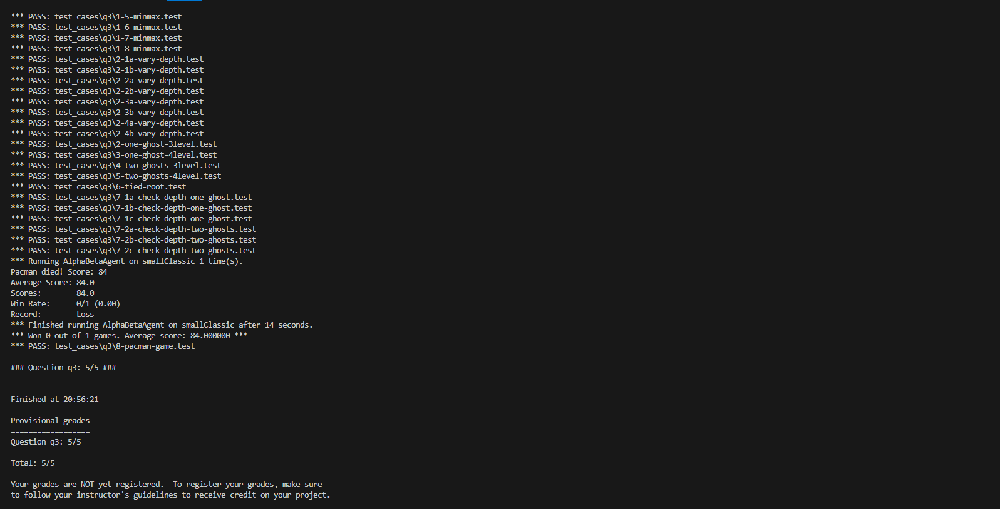 *** PASS: test_cases\q3\1-5-minmax.test
*** PASS: test_cases\q3\1-6-minmax.test
*** PASS: test_cases\q3\1-7-minmax.test
*** PASS: test_cases\q3\1-8-minmax.test
*** PASS: test_cases\q3\2-1a-vary-depth.test
*** PASS: test_cases\q3\2-1b-vary-depth.test
*** PASS: test_cases\q3\2-2a-vary-depth.test
*** PASS: test_cases\q3\2-2b-vary-depth.test
*** PASS: test_cases\q3\2-3a-vary-depth.test
*** PASS: test_cases\q3\2-3b-vary-depth.test
*** PASS: test_cases\q3\2-4a-vary-depth.test
*** PASS: test_cases\q3\2-4b-vary-depth.test
*** PASS: test_cases\q3\2-one-ghost-3level.test
*** PASS: test_cases\q3\3-one-ghost-4level.test
*** PASS: test_cases\q3\4-two-ghosts-3level.test
*** PASS: test_cases\q3\5-two-ghosts-4level.test
*** PASS: test_cases\q3\6-tied-root.test
*** PASS: test_cases\q3\7-1a-check-depth-one-ghost.test
*** PASS: test_cases\q3\7-1b-check-depth-one-ghost.test
*** PASS: test_cases\q3\7-1c-check-depth-one-ghost.test
*** PASS: test_cases\q3\7-2a-check-depth-two-ghosts.test
*** PASS: test_cases\q3\7-2b-check-depth-two-ghosts.test
*** PASS: test_cases\q3\7-2c-check-depth-two-ghosts.test
*** Running AlphaBetaAgent on smallClassic 1 time(s).
Pacman died! Score: 84
Average Score: 84.0
Scores:        84.0
Win Rate:      0/1 (0.00)
Record:        Loss
*** Finished running AlphaBetaAgent on smallClassic after 14 seconds.
*** Won 0 out of 1 games. Average score: 84.000000 ***
*** PASS: test_cases\q3\8-pacman-game.test
### Question q3: 5/5 ###
Finished at 20:56:21
Provisional grades
==================
Question q3: 5/5
------------------
Total: 5/5
Your grades are NOT yet registered.  To register your grades, make sure
to follow your instructor's guidelines to receive credit on your project.